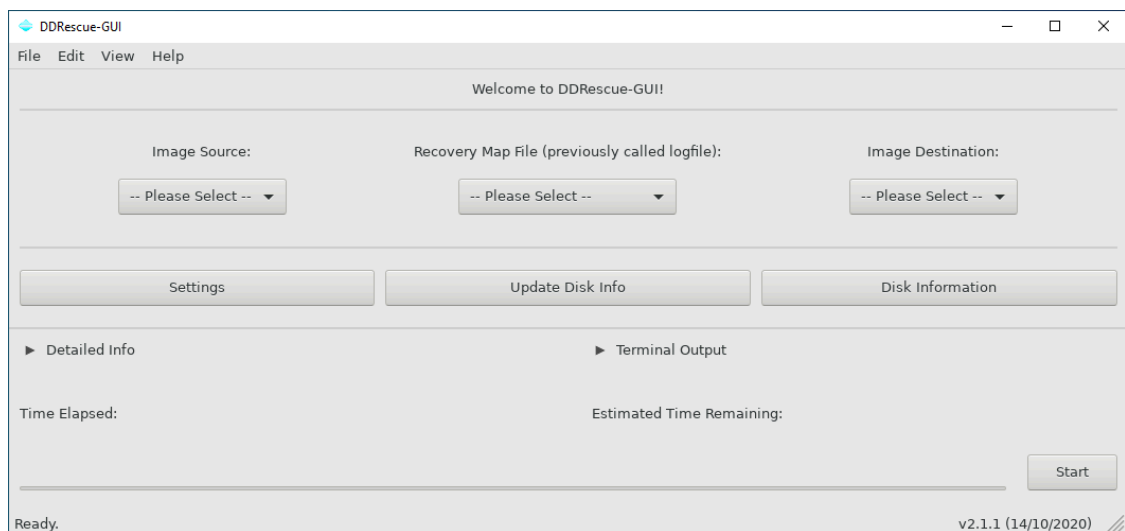 DDRescue-GUI
File Edit View Help
Welcome to DDRescue-GUI!
Image Source: Recovery Map File (previously called logfile): Image Destination:
-- Please Select -- -- Please Select -- -- Please Select --
Settings Update Disk Info Disk Information
Detailed Info Terminal Output
Time Elapsed: Estimated Time Remaining:
Start
Ready. v2.1.1 (14/10/2020)